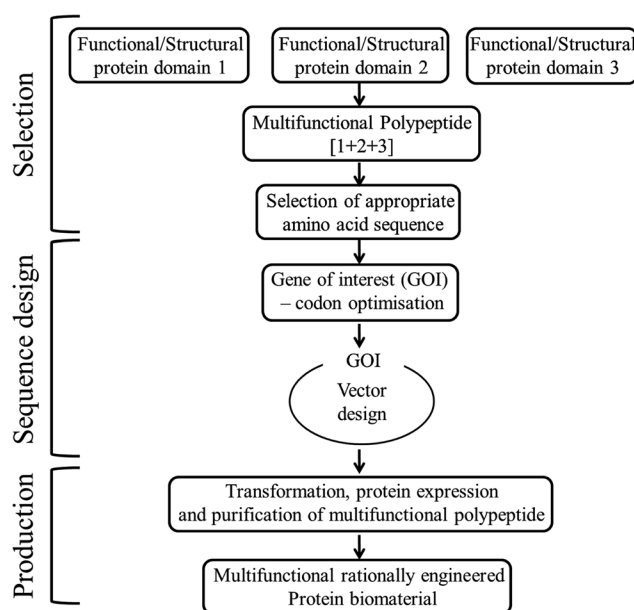 Selection
Functional/Structural
protein domain 1
Functional/Structural
protein domain 2
Functional/Structural
protein domain 3
Multifunctional Polypeptide
[1+2+3]
Selection of appropriate
amino acid sequence
Sequence design
Gene of interest (GOI)
– codon optimisation
GOI
Vector
design
Production
Transformation, protein expression
and purification of multifunctional polypeptide
Multifunctional rationally engineered
Protein biomaterial